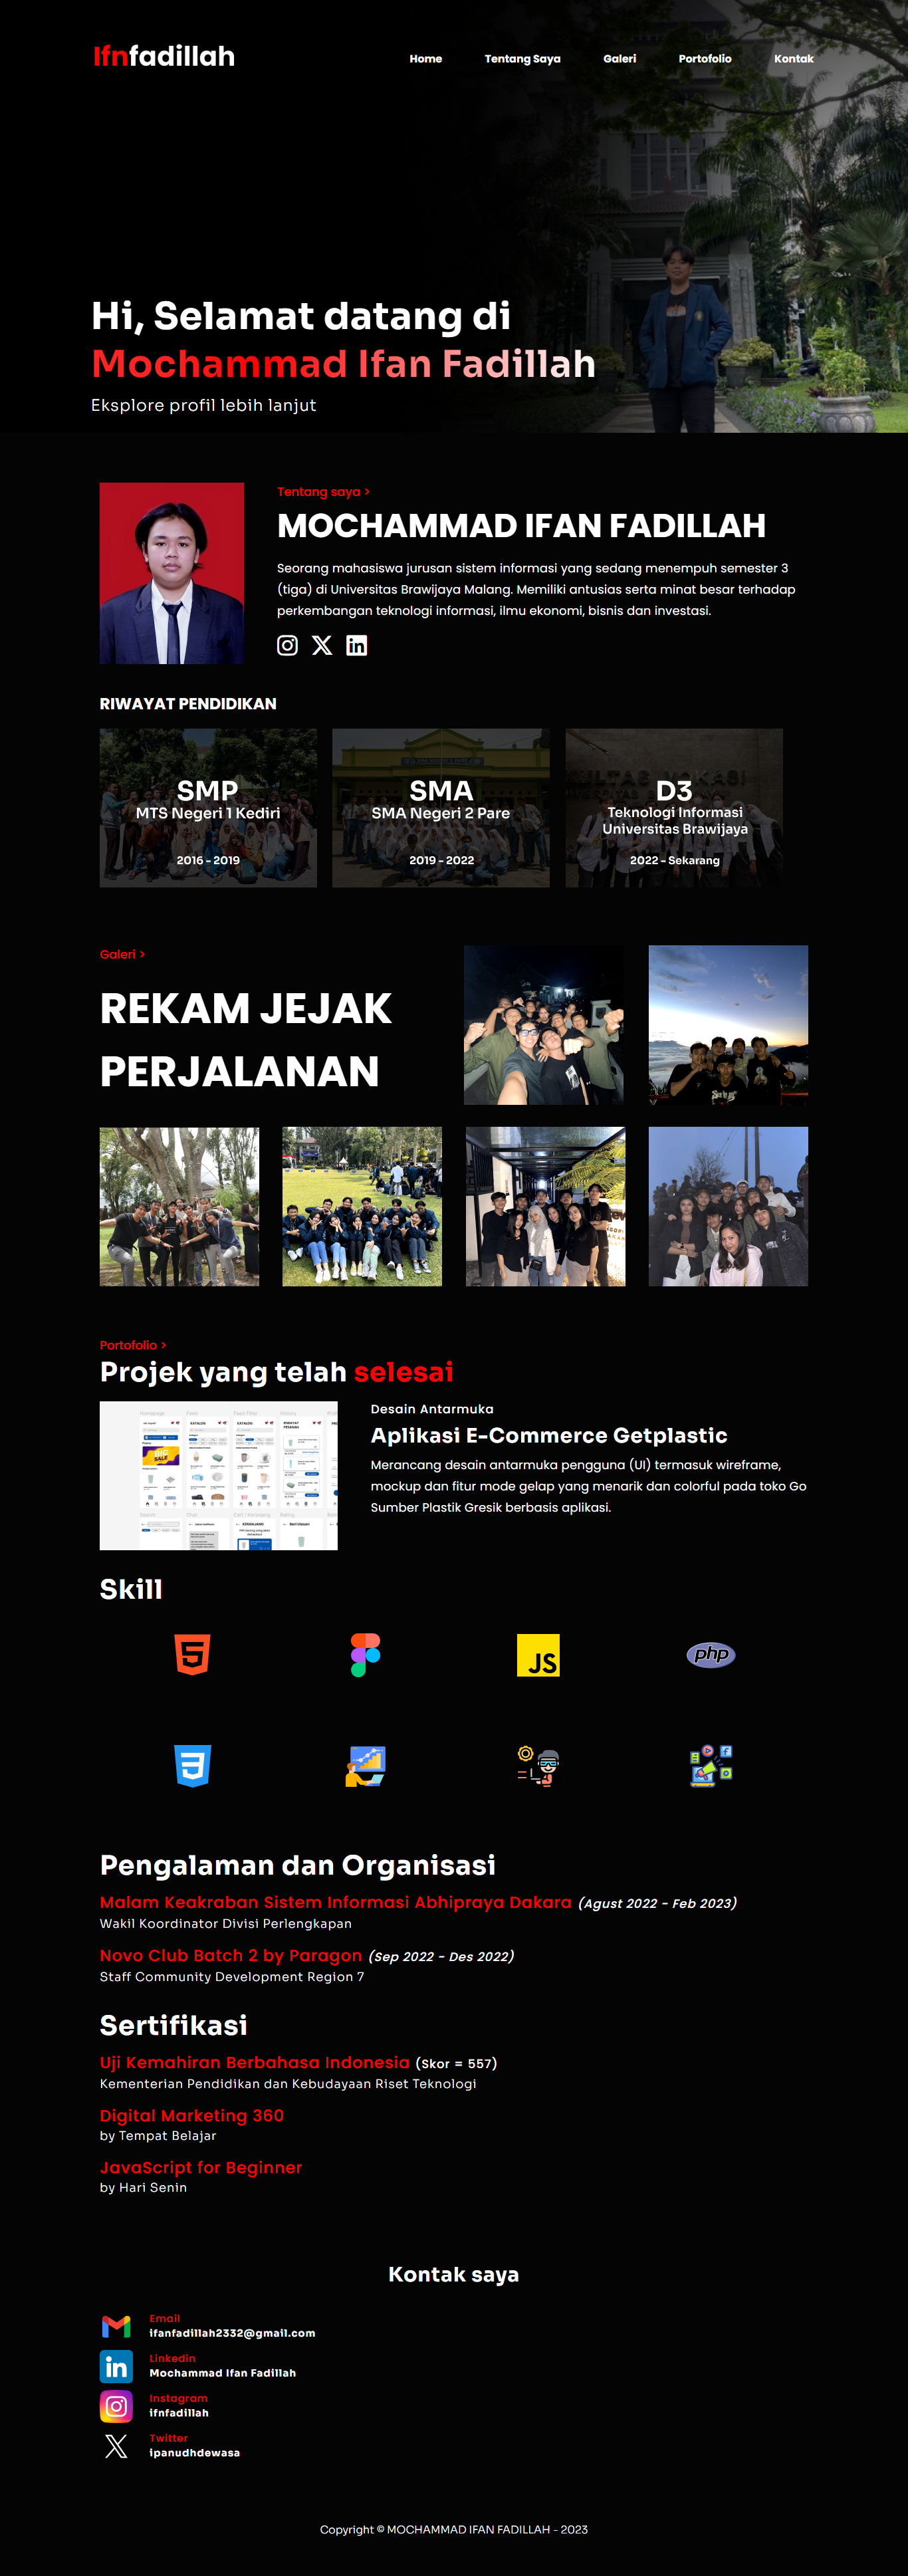 Ifnfadillah
Home Tentang Saya Galeri Portofolio Kontak
Hi, Selamat datang di
Mochammad Ifan Fadillah
Eksplore profil lebih lanjut
Tentang saya >
MOCHAMMAD IFAN FADILLAH
Seorang mahasiswa jurusan sistem informasi yang sedang menempuh semester 3
(tiga) di Universitas Brawijaya Malang. Memiliki antusias serta minat besar terhadap
perkembangan teknologi informasi, ilmu ekonomi, bisnis dan investasi.
RIWAYAT PENDIDIKAN
SMP
MTS Negeri 1 Kediri
2016 - 2019
SMA
SMA Negeri 2 Pare
2019 - 2022
D3
Teknologi Informasi
Universitas Brawijaya
2022 - Sekarang
Galeri >
REKAM JEJAK
PERJALANAN
Portofolio >
Projek yang telah selesai
Desain Antarmuka
Aplikasi E-Commerce Getplastic
Merancang desain antarmuka pengguna (UI) termasuk wireframe,
mockup dan fitur mode gelap yang menarik dan colorful pada toko Go
Sumber Plastik Gresik berbasis aplikasi.
Skill
JS
php
Pengalaman dan Organisasi
Malam Keakraban Sistem Informasi Abhipraya Dakara (Agust 2022 - Feb 2023)
Wakil Koordinator Divisi Perlengkapan
Novo Club Batch 2 by Paragon (Sep 2022 - Des 2022)
Staff Community Development Region 7
Sertifikasi
Uji Kemahiran Berbahasa Indonesia (Skor = 557)
Kementerian Pendidikan dan Kebudayaan Riset Teknologi
Digital Marketing 360
by Tempat Belajar
JavaScript for Beginner
by Hari Senin
Kontak saya
Email
ifanfadillah2332@gmail.com
Linkedin
Mochammad Ifan Fadillah
Instagram
ifnfadillah
Twitter
ipanudhdewasa
Copyright © MOCHAMMAD IFAN FADILLAH - 2023